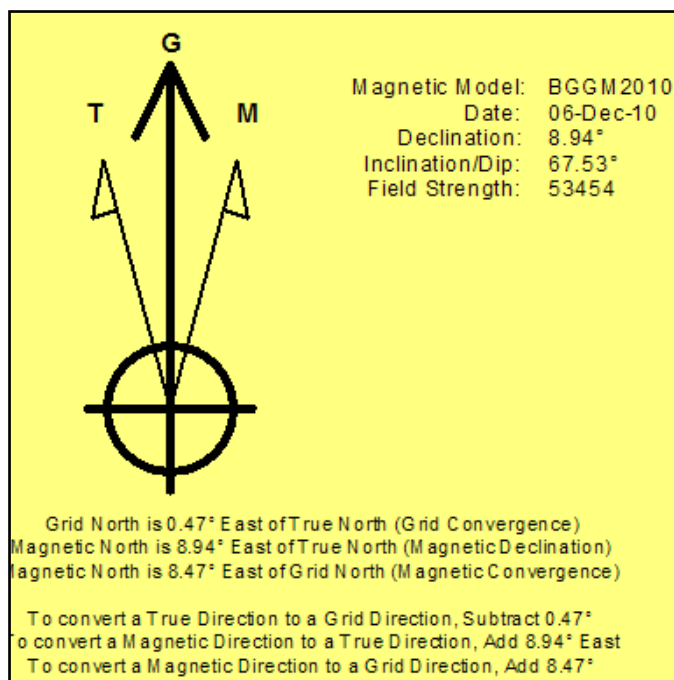 G
T
M
Magnetic Model: BGGM2010
Date: 06-Dec-10
Declination: 8.94°
Inclination/Dip: 67.53°
Field Strength: 53454
Grid North is 0.47° East of True North (Grid Convergence)
Magnetic North is 8.94° East of True North (Magnetic Declination)
Magnetic North is 8.47° East of Grid North (Magnetic Convergence)
To convert a True Direction to a Grid Direction, Subtract 0.47°
To convert a Magnetic Direction to a True Direction, Add 8.94° East
To convert a Magnetic Direction to a Grid Direction, Add 8.47°